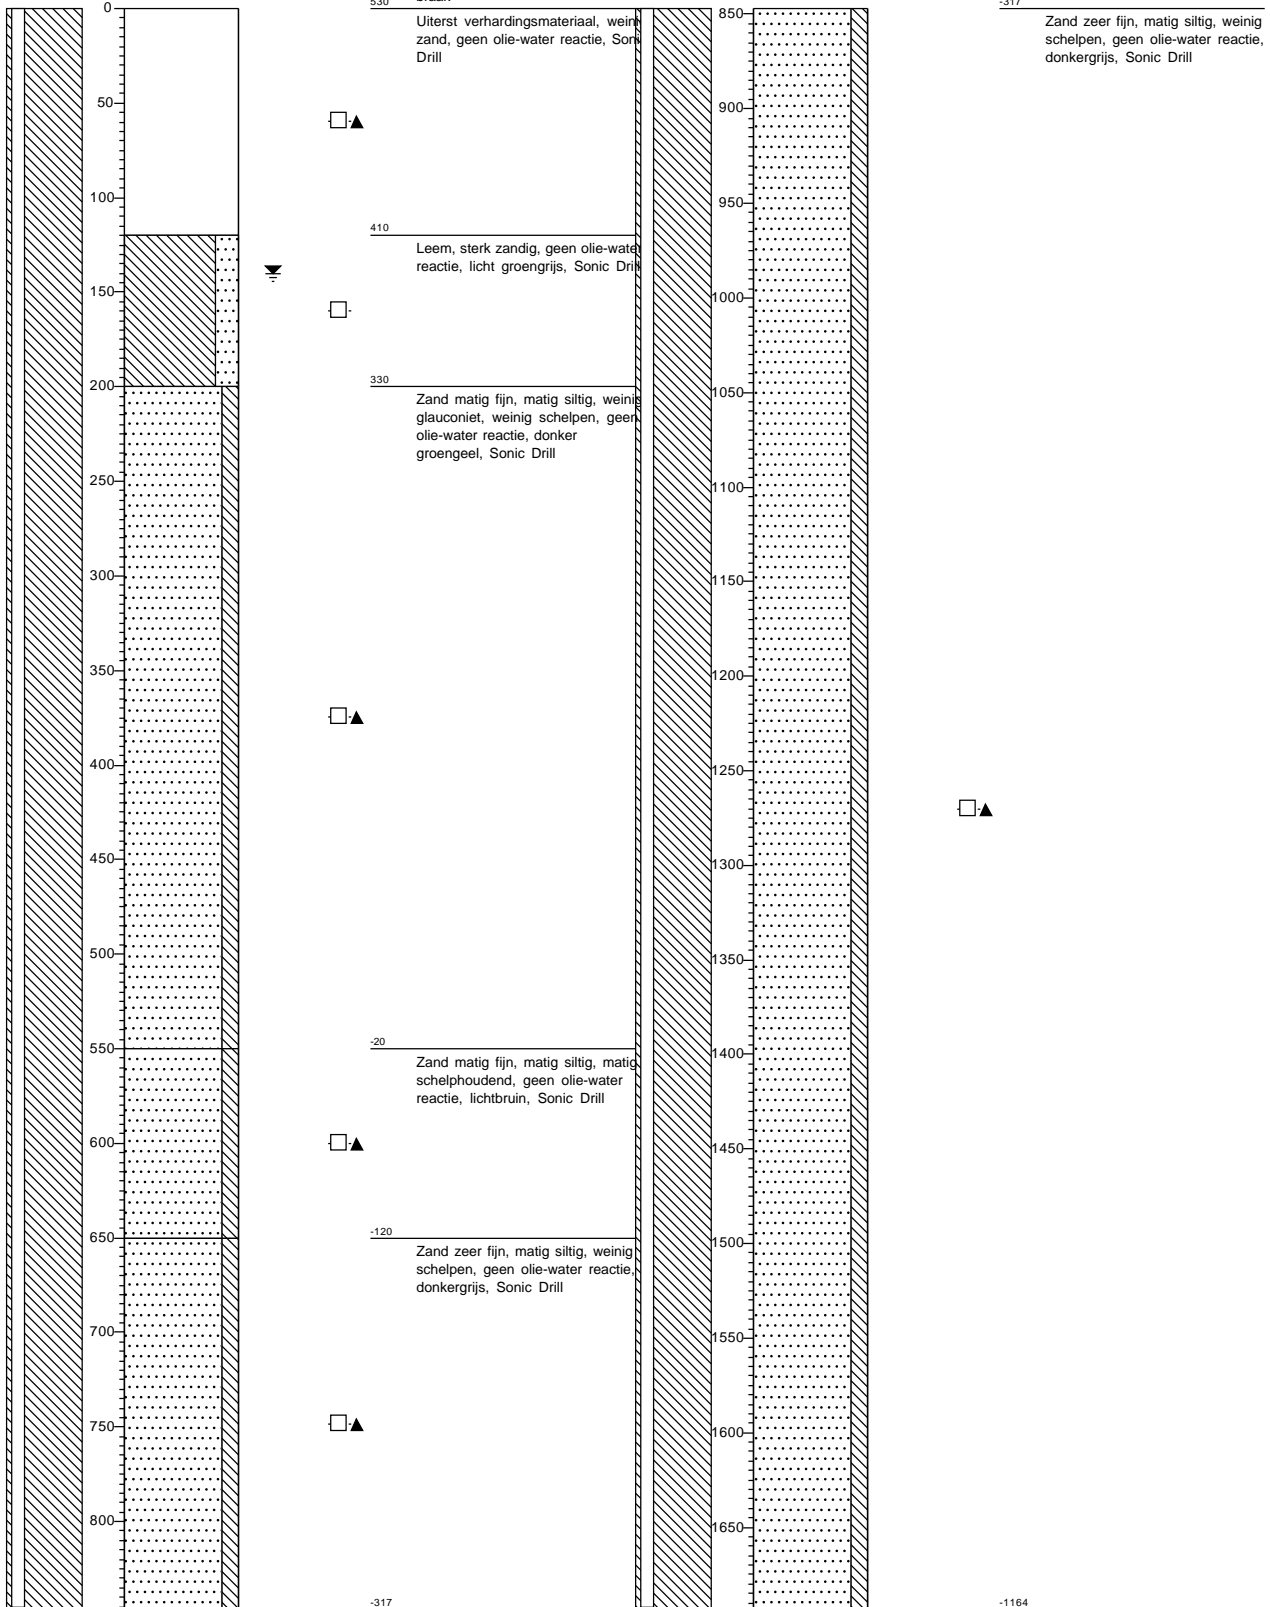 0
50
100
150
200
250
300
350
400
450
500
550
600
650
700
750
800
530
Uiterst verhardingsmateriaal,
zand, geen olie-water reactie,
Drill
410
Leem, sterk zandig, geen olie-water
reactie, licht groengrijs, Sonic
330
Zand matig fijn, matig siltig, weinig
glauconiet, weinig schelpen, geen
olie-water reactie, donker
groengeel, Sonic Drill
-20
Zand matig fijn, matig siltig, matig
schelphoudend, geen olie-water
reactie, lichtbruin, Sonic Drill
-120
Zand zeer fijn, matig siltig, weinig
schelpen, geen olie-water reactie,
donkergrijs, Sonic Drill
-317
850
900
950
1000
1050
1100
1150
1200
1250
1300
1350
1400
1450
1500
1550
1600
1650
-317
Zand zeer fijn, matig siltig, weinig
schelpen, geen olie-water reactie,
donkergrijs, Sonic Drill
-1164